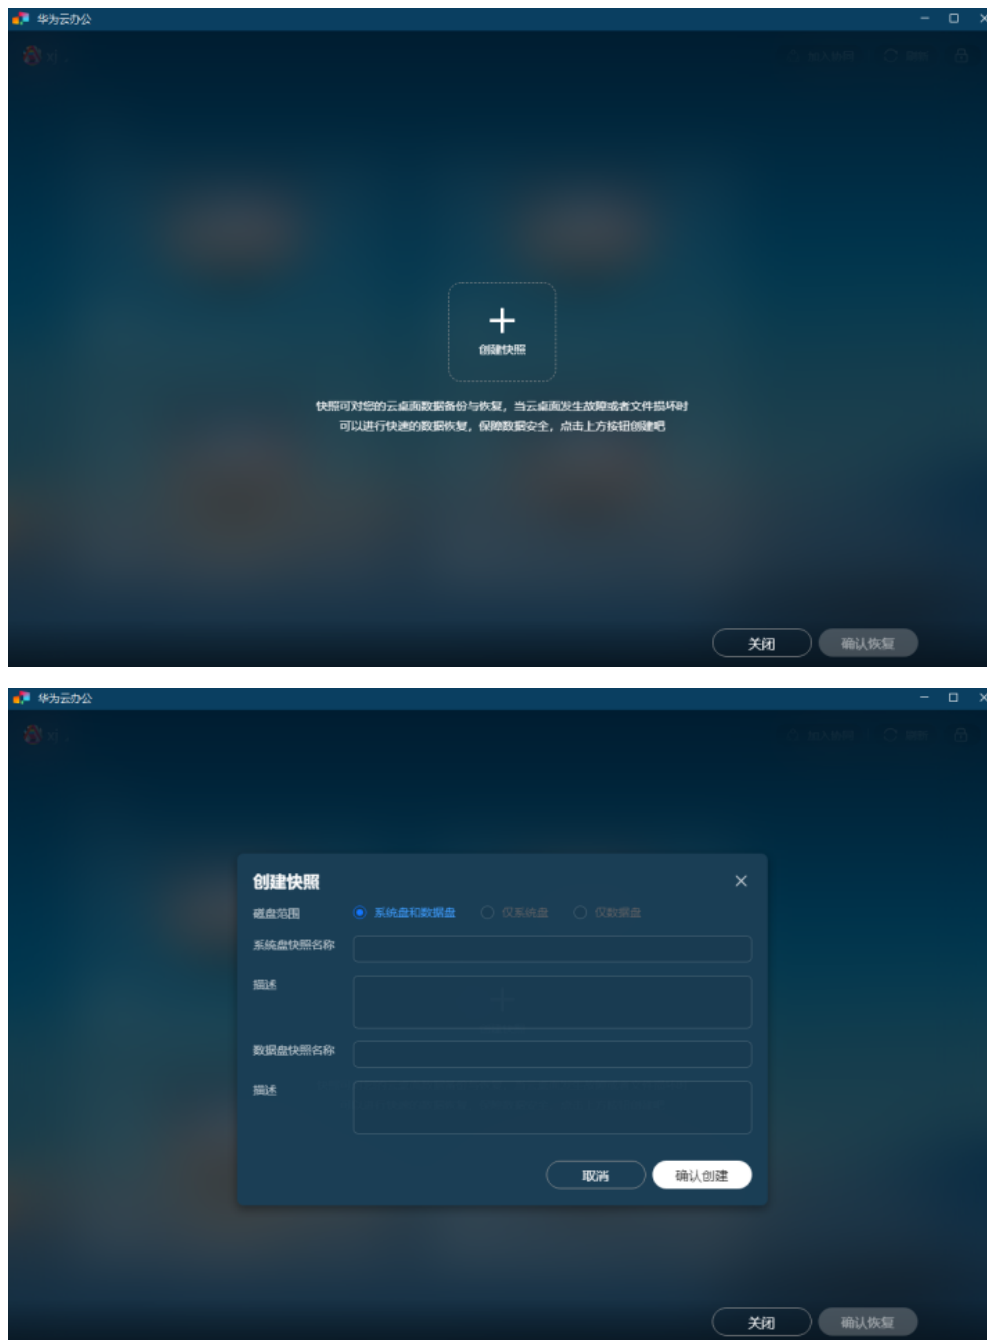 华为云办公
创建快照
快照可对您的云桌面数据备份与恢复，当云桌面发生故障或者文件损坏时
可以进行快速的数据恢复，保障数据安全，点击上方按钮创建吧
关闭
确认恢复
华为云办公
创建快照
磁盘范围
系统盘和数据盘
仅系统盘
仅数据盘
系统盘快照名称
描述
数据盘快照名称
描述
取消
确认创建
关闭
确认恢复